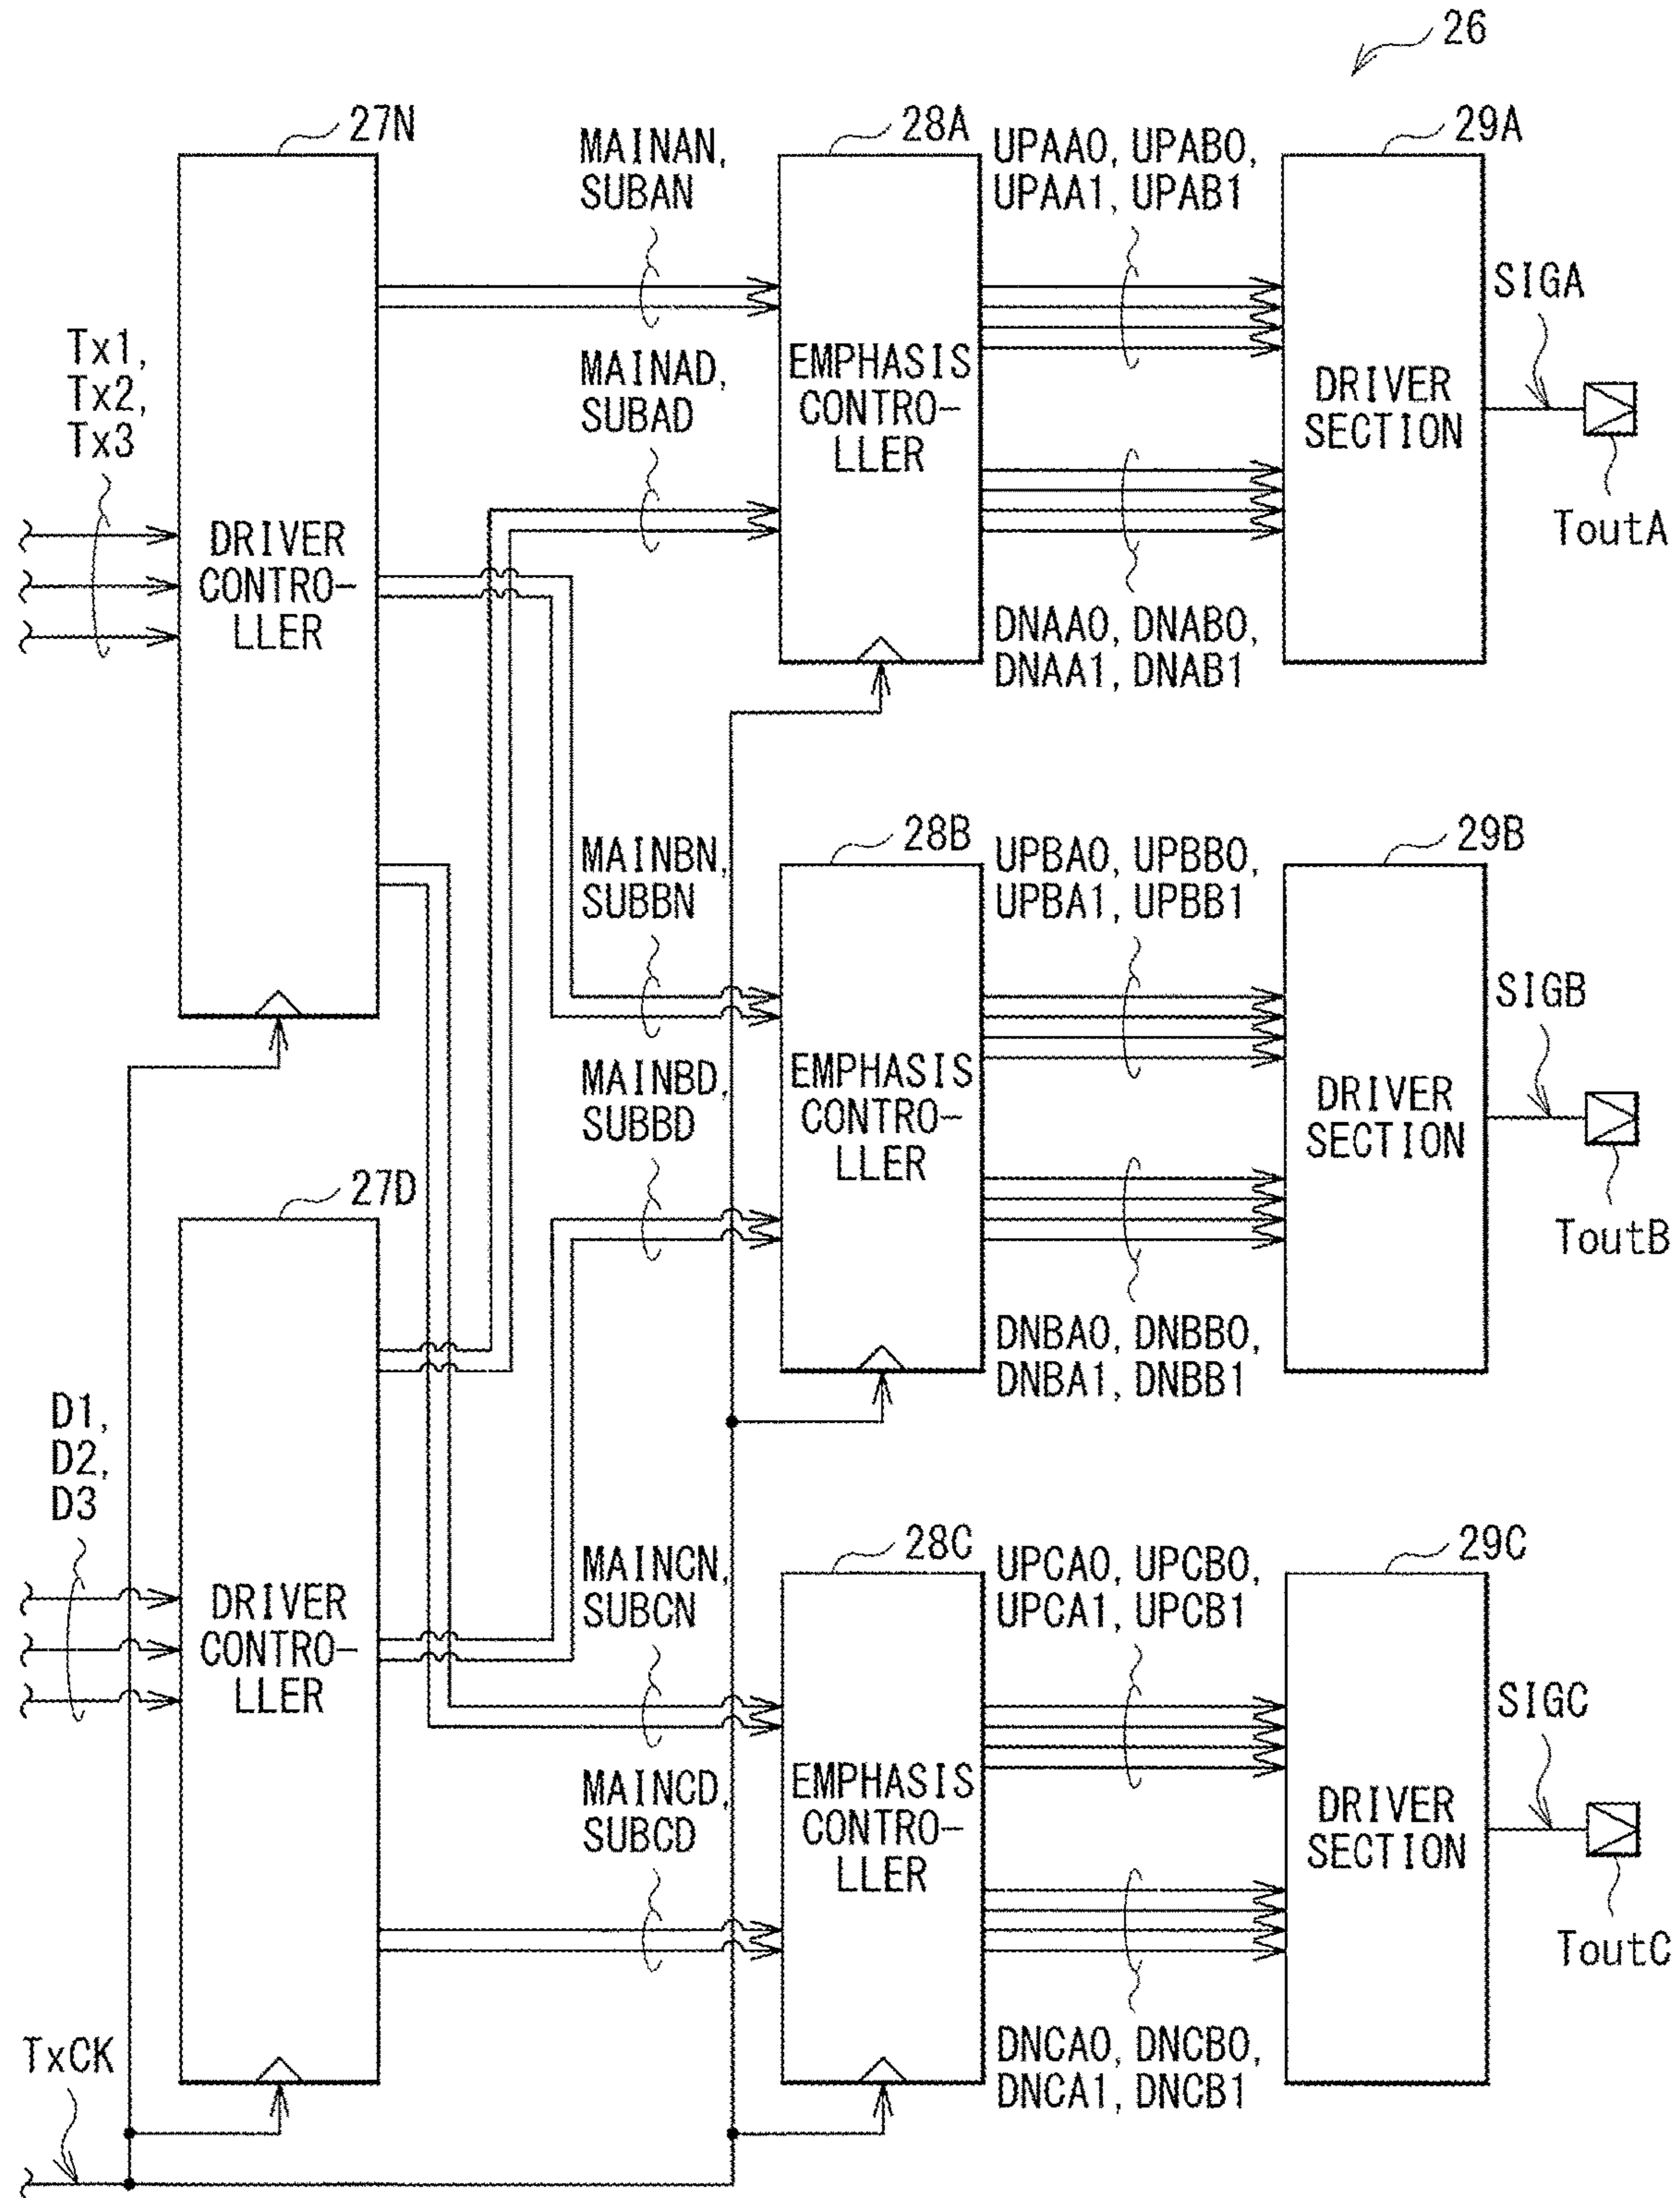 26
27N
MAINAN,
SUBAN
28A
UPAA0, UPAB0,
UPAA1, UPAB1
29A
SIGA
Tx1,
Tx2,
Tx3
MAINAD,
SUBAD
EMPHASIS
CONTRO-
LLER
DRIVER
SECTION
ToutA
DRIVER
CONTRO-
LLER
DNAA0, DNAB0,
DNAA1, DNAB1
MAINBN,
SUBBN
28B
UPBA0, UPBB0,
UPBA1, UPBB1
29B
SIGB
MAINBD,
SUBBD
EMPHASIS
CONTRO-
LLER
DRIVER
SECTION
ToutB
27D
DNBA0, DNBB0,
DNBA1, DNBB1
D1,
D2,
D3
DRIVER
CONTRO-
LLER
MAINCN,
SUBCN
28C
UPCA0, UPCB0,
UPCA1, UPCB1
29C
SIGC
MAINCD,
SUBCD
EMPHASIS
CONTRO-
LLER
DRIVER
SECTION
ToutC
DNCA0, DNCB0,
DNCA1, DNCB1
TxCK